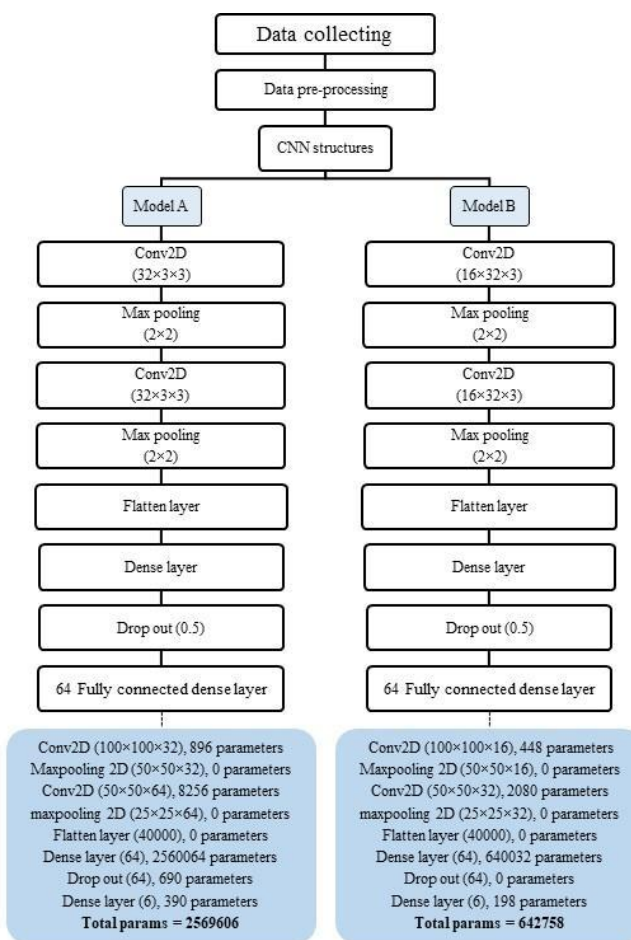 Data collecting
Data pre-processing
CNN structures
Model A
Conv2D
(32×3×3)
Max pooling
(2×2)
Conv2D
(32×3×3)
Max pooling
(2×2)
Flatten layer
Dense layer
Drop out (0.5)
64 Fully connected dense layer
Conv2D (100×100×32), 896 parameters
Maxpooling 2D (50×50×32), 0 parameters
Conv2D (50×50×64), 8256 parameters
maxpooling 2D (25×25×64), 0 parameters
Flatten layer (40000), 0 parameters
Dense layer (64), 2560064 parameters
Drop out (64), 690 parameters
Dense layer (6), 390 parameters
Total params = 2569606
Model B
Conv2D
(16×32×3)
Max pooling
(2×2)
Conv2D
(16×32×3)
Max pooling
(2×2)
Flatten layer
Dense layer
Drop out (0.5)
64 Fully connected dense layer
Conv2D (100×100×16), 448 parameters
Maxpooling 2D (50×50×16), 0 parameters
Conv2D (50×50×32), 2080 parameters
maxpooling 2D (25×25×32), 0 parameters
Flatten layer (40000), 0 parameters
Dense layer (64), 640032 parameters
Drop out (64), 0 parameters
Dense layer (6), 198 parameters
Total params = 642758